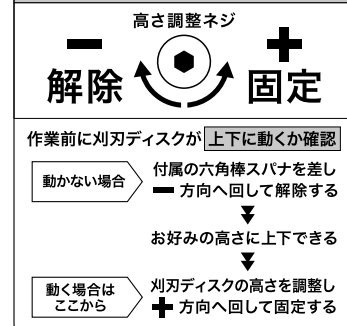 高さ調整ネジ
− ＋
解除 固定
作業前に刈刃ディスクが 上下に動くか確認
動かない場合
付属の六角棒スパナを差し
− 方向へ回して解除する
お好みの高さに上下できる
動く場合は
ここから
刈刃ディスクの高さを調整し
＋ 方向へ回して固定する